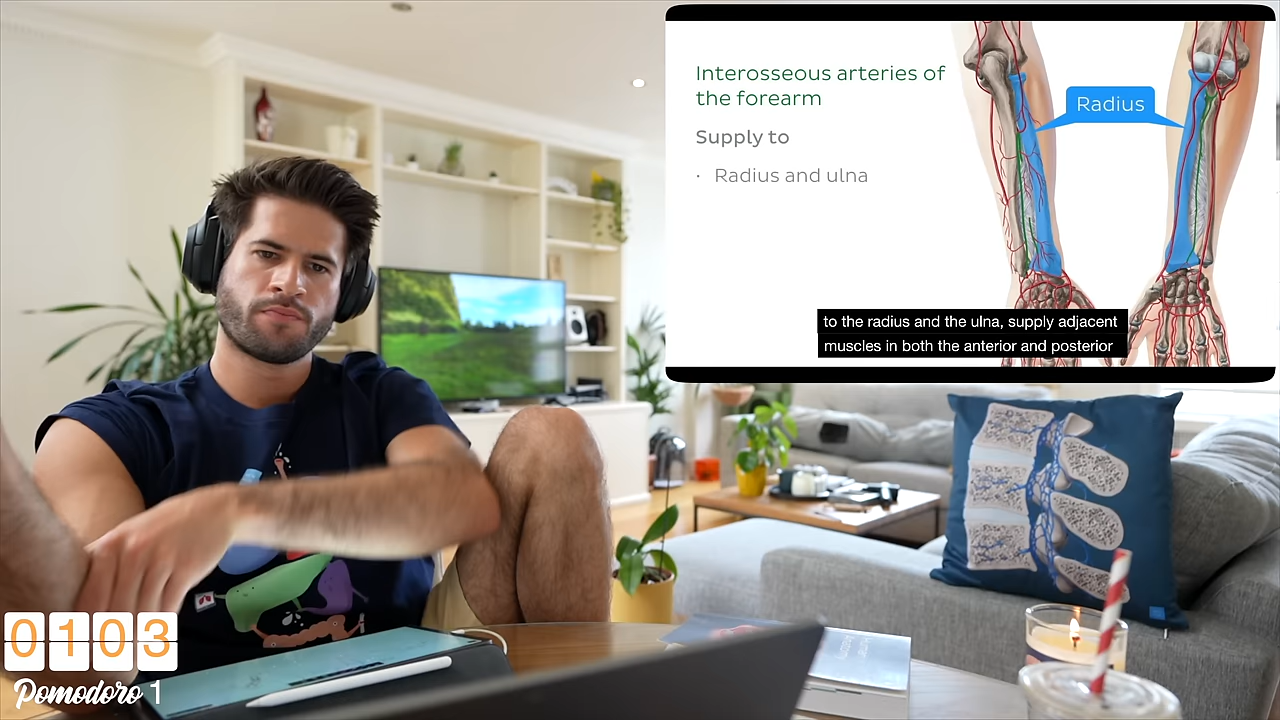 Interosseous arteries of
the forearm
Supply to
· Radius and ulna
Radius
to the radius and the ulna, supply adjacent
muscles in both the anterior and posterior
0103
Pomodoro 1